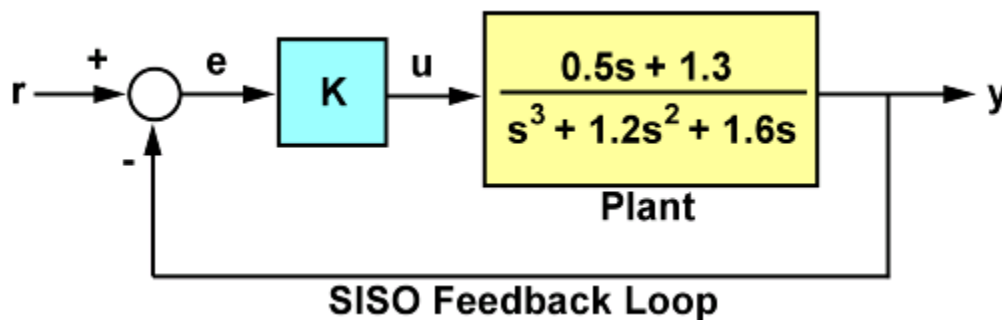 r
+
-
e
K
u
0.5s + 1.3
s³ + 1.2s² + 1.6s
y
Plant
SISO Feedback Loop